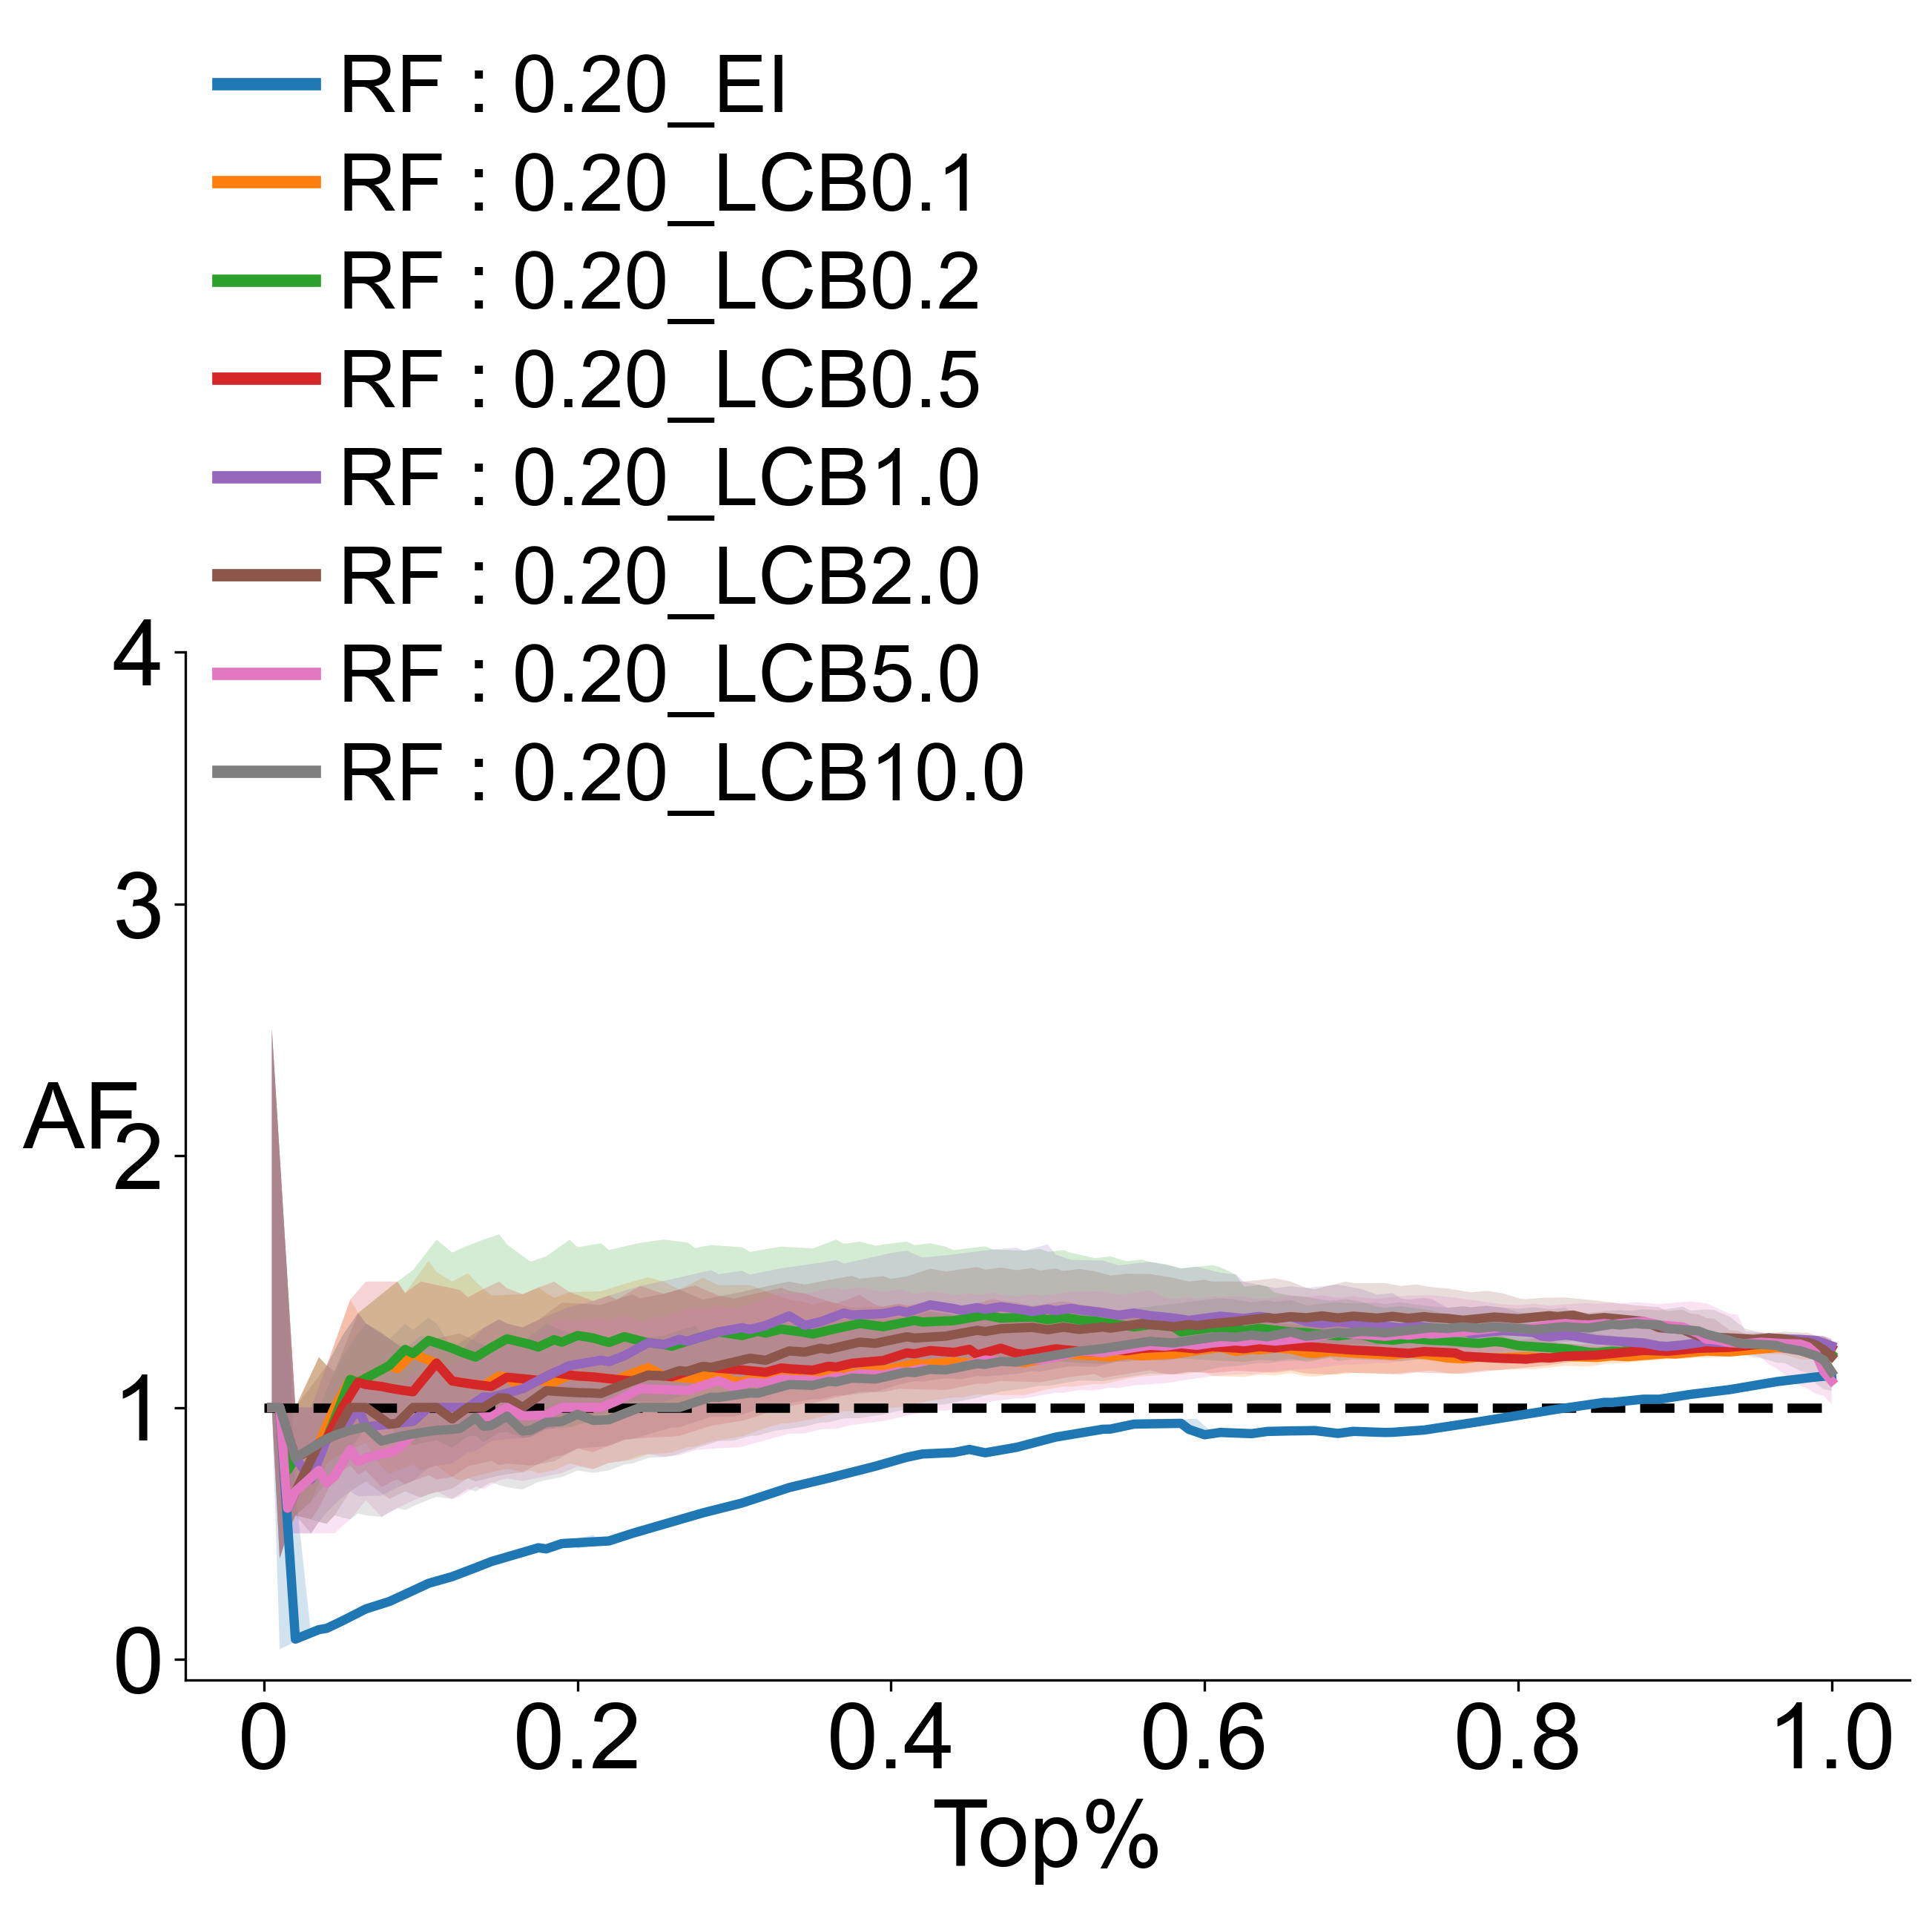 RF : 0.20_EI
RF : 0.20_LCB0.1
RF : 0.20_LCB0.2
RF : 0.20_LCB0.5
RF : 0.20_LCB1.0
RF : 0.20_LCB2.0
RF : 0.20_LCB5.0
RF : 0.20_LCB10.0
4
3
AF
2
1
0
0 0.2 0.4 0.6 0.8 1.0
Top%